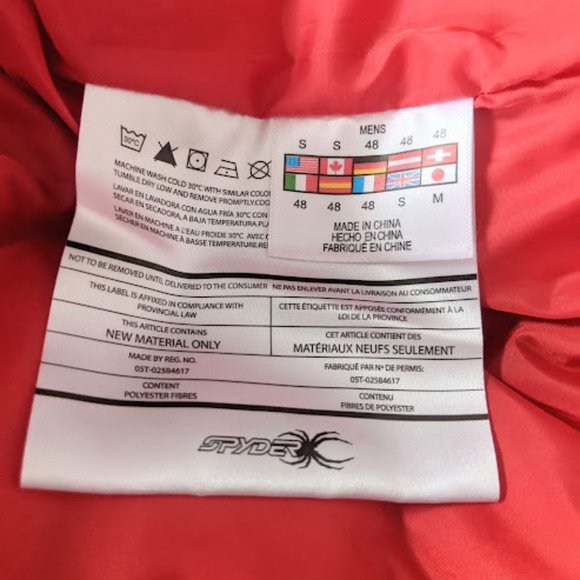 MENS
S S 48 48 48
48 48 48 S M
MADE IN CHINA
HECHO EN CHINA
FABRIQUÉ EN CHINE
30°C
MACHINE WASH COLD 30°C WITH SIMILAR
TUMBLE DRY LOW AND REMOVE PROMPTLY
LAVAR EN LAVADORA CON AGUA FRÍA 30°C CON
SECAR EN SECADORA, A BAJA TEMPERATURA.
LAVER EN MACHINE A L'EAU FROIDE 30°C AVEC
SÉCHER EN MACHINE À BASSE TEMPERATURE.
NOT TO BE REMOVED UNTIL DELIVERED TO THE CONSUMER NE PAS ENLEVER AVANT LA LIVRAISON AU CONSOMMATEUR
THIS LABEL IS AFFIXED IN COMPLIANCE WITH
PROVINCIAL LAW
CETTE ÉTIQUETTE EST APPOSÉE CONFORMÉMENT À LA
LOI DE LA PROVINCE
THIS ARTICLE CONTAINS
NEW MATERIAL ONLY
CET ARTICLE CONTIENT DES
MATÉRIAUX NEUFS SEULEMENT
MADE BY REG. NO.
05T-02584617
FABRIQUÉ PAR Nº DE PERMIS:
05T-02584617
CONTENT
POLYESTER FIBRES
CONTENU
FIBRES DE POLYESTER
SPYDER